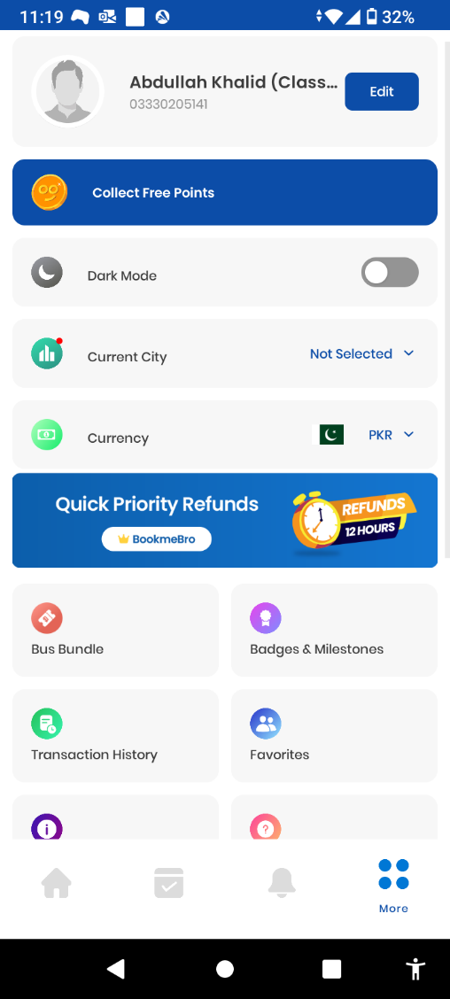 11:19 32%
Abdullah Khalid (Class...
03330205141
Edit
Collect Free Points
Dark Mode
Current City
Not Selected
Currency
PKR
Quick Priority Refunds
BookmeBro
REFUNDS
12 HOURS
Bus Bundle
Badges & Milestones
Transaction History
Favorites
More